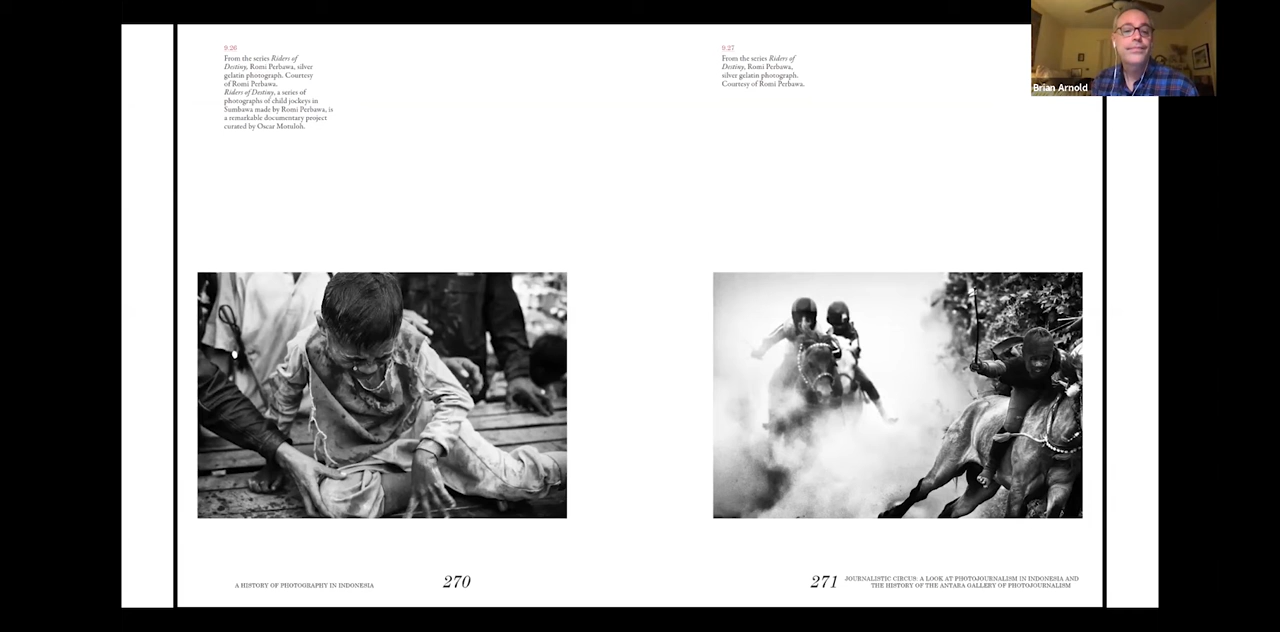 9.26
From the series Riders of
Destiny, Romi Perbawa, silver
gelatin photograph. Courtesy
of Romi Perbawa.
Riders of Destiny, a series of
photographs of child jockeys in
Sumbawa made by Romi Perbawa, is
a remarkable documentary project
curated by Oscar Motuloh.
9.27
From the series Riders of
Destiny, Romi Perbawa,
silver gelatin photograph.
Courtesy of Romi Perbawa.
Brian Arnold
A HISTORY OF PHOTOGRAPHY IN INDONESIA
270
271
JOURNALISTIC CIRCUS: A LOOK AT PHOTOJOURNALISM IN INDONESIA AND
THE HISTORY OF THE ANTARA GALLERY OF PHOTOJOURNALISM